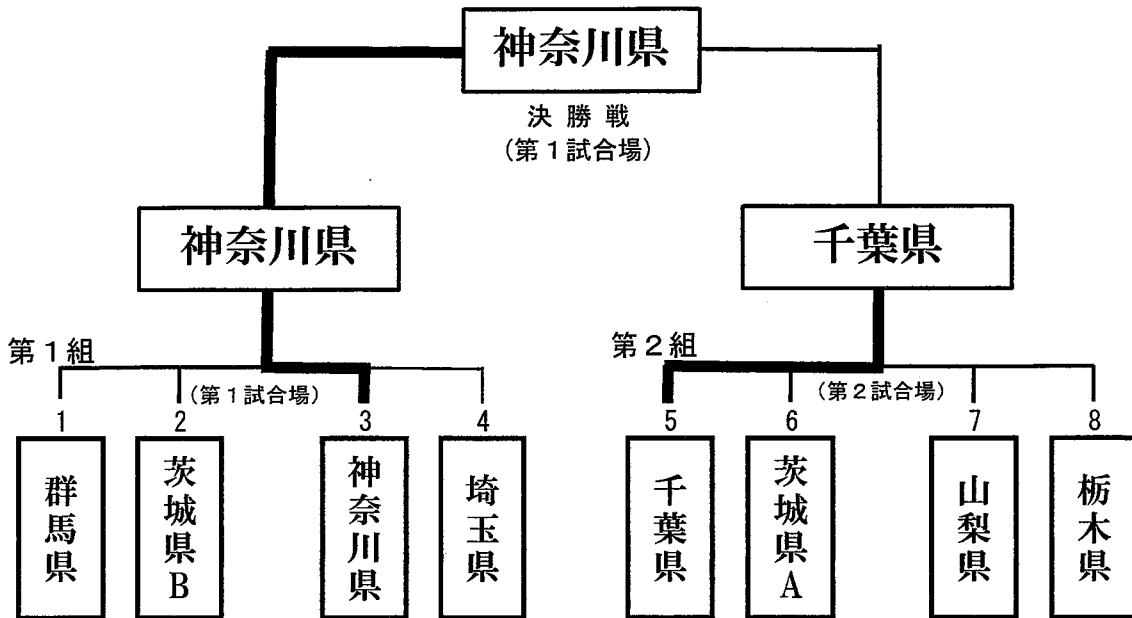 神奈川県
決勝戦
(第1試合場)
神奈川県
千葉県
第1組
第2組
(第1試合場)
(第2試合場)
1
2
3
4
5
6
7
8
群馬県
茨城県B
神奈川県
埼玉県
千葉県
茨城県A
山梨県
栃木県